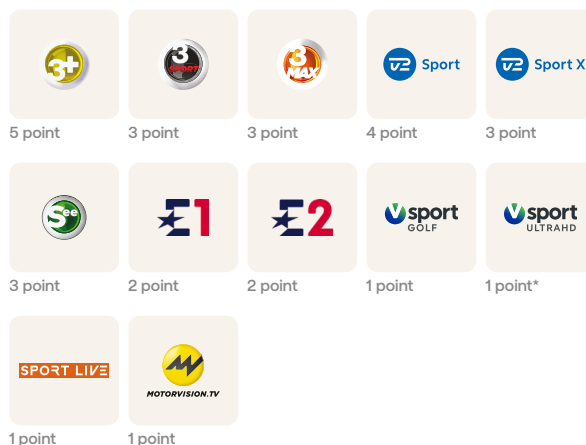 3+
3 SPORT
3 MAX
TV2 Sport
TV2 Sport X
5 point
3 point
3 point
4 point
3 point
See
E1
E2
V sport GOLF
V sport ULTRAHD
3 point
2 point
2 point
1 point
1 point*
SPORT LIVE
MOTORVISION.TV
1 point
1 point